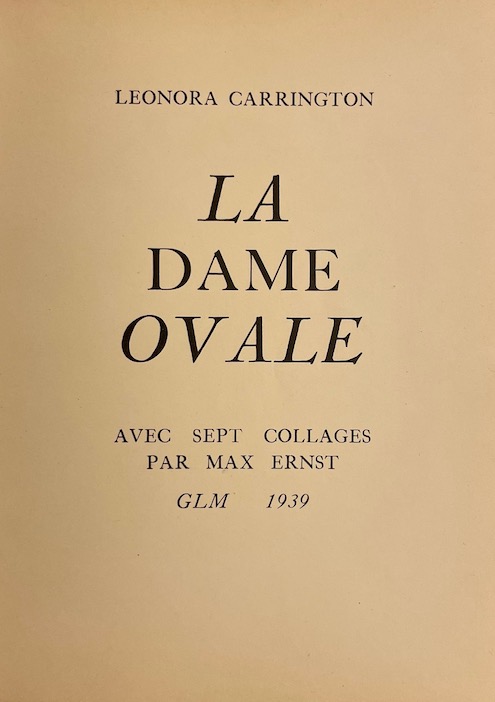 LEONORA CARRINGTON
LA
DAME
OVALE
AVEC SEPT COLLAGES
PAR MAX ERNST
GLM 1939